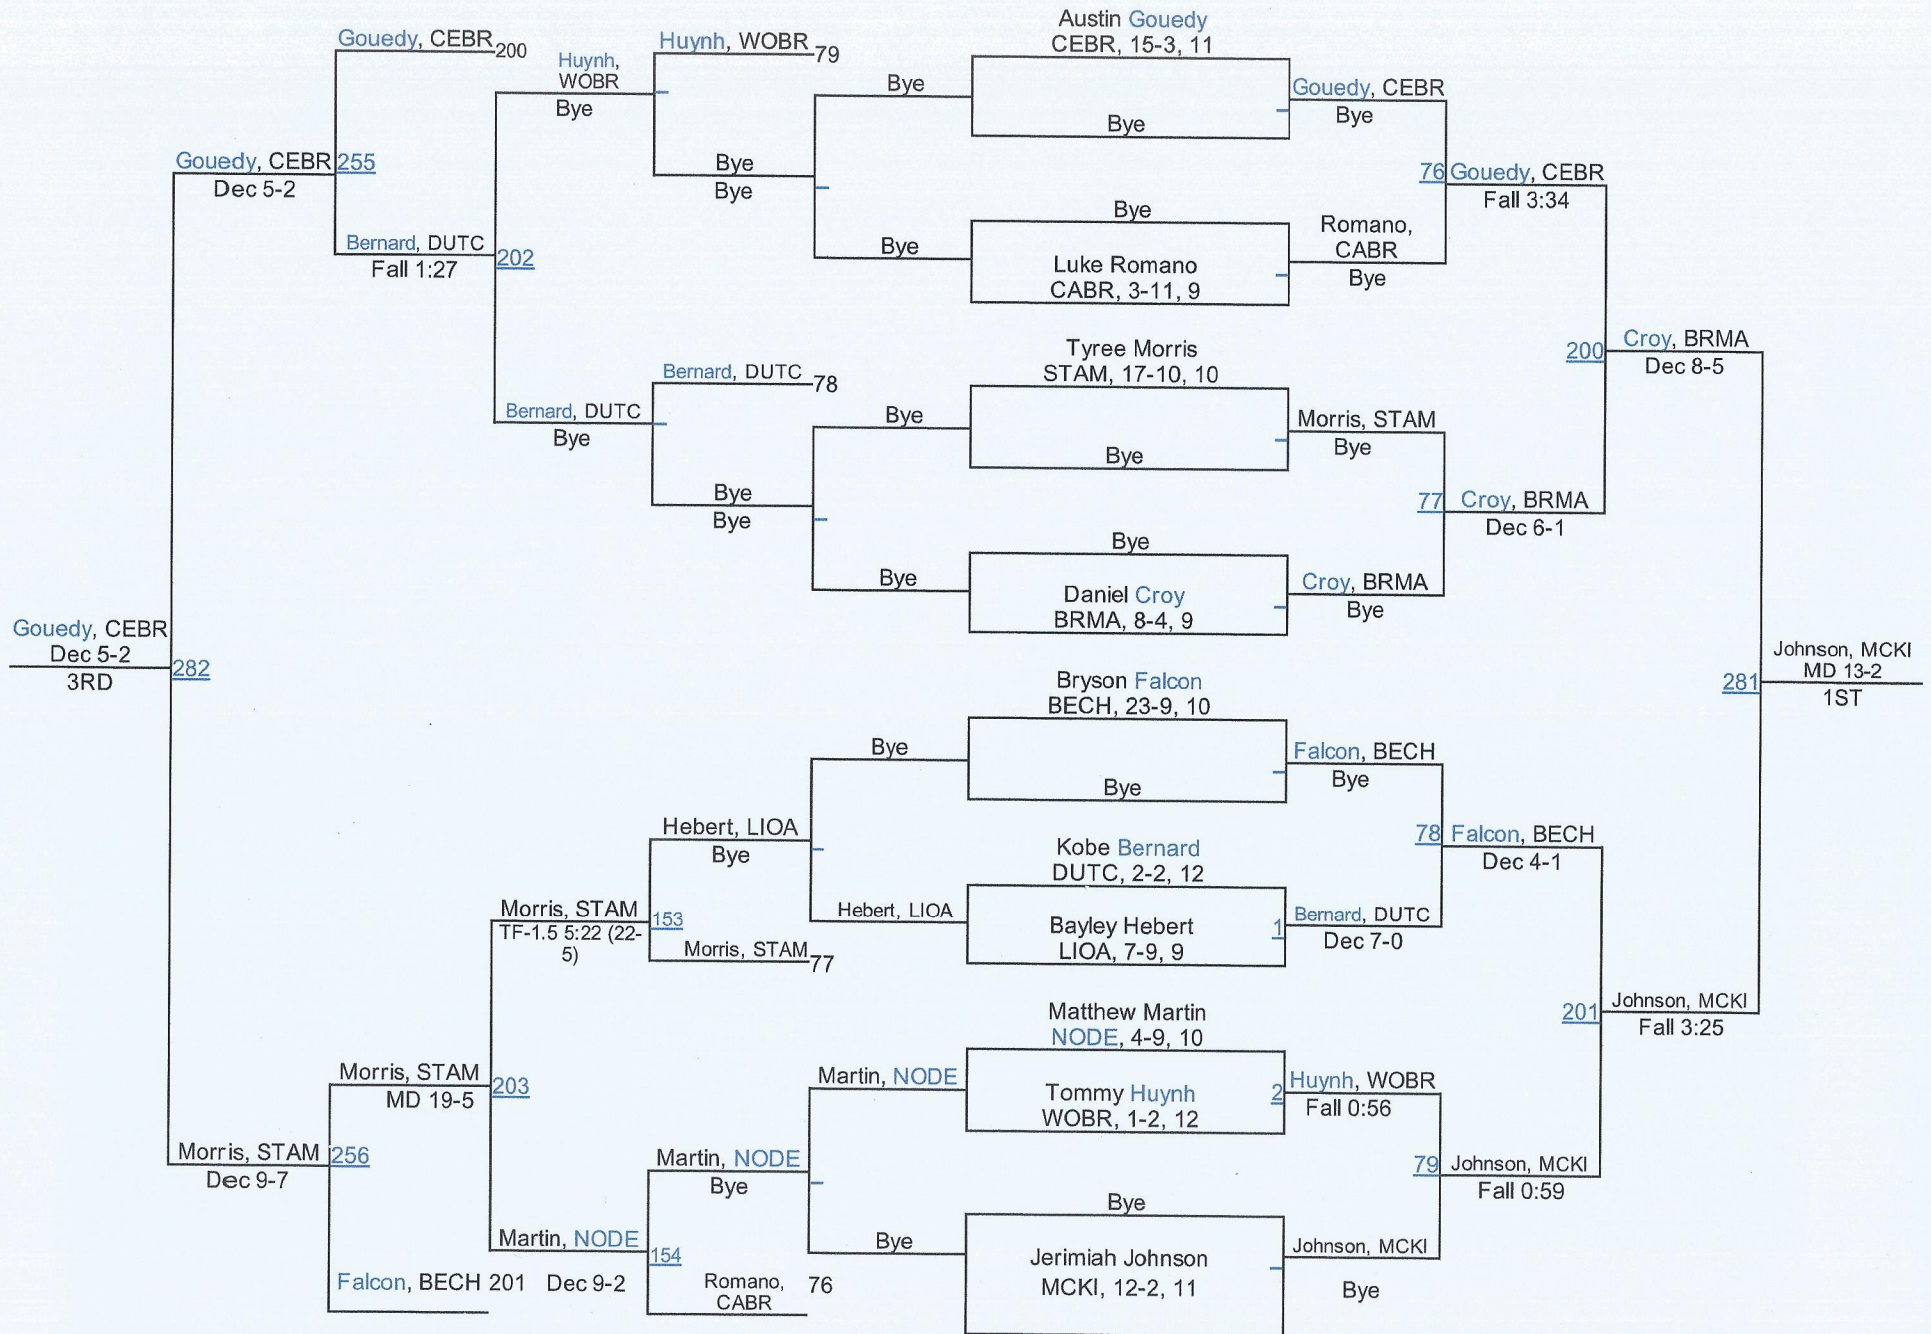 Gouedy, CEBR
200
Gouedy, CEBR
Dec 5-2
255
Bernard, DUTC
Fall 1:27
202
Huynh,
WOBR
Bye
Huynh, WOBR
79
Bye
Bye
Bernard, DUTC
Bye
Bernard, DUTC
78
Bye
Bye
Gouedy, CEBR
Dec 5-2
3RD
282
Morris, STAM
Dec 9-7
256
Morris, STAM
MD 19-5
203
Falcon, BECH 201
Morris, STAM
TF-1.5 5:22 (22-
5)
153
Hebert, LIOA
Bye
Morris, STAM
77
Martin, NODE
Dec 9-2
154
Martin, NODE
Bye
Romano,
CABR
76
Bye
Bye
Bye
Bye
Bye
Hebert, LIOA
Martin, NODE
Bye
Austin Gouedy
CEBR, 15-3, 11
Bye
Bye
Luke Romano
CABR, 3-11, 9
Tyree Morris
STAM, 17-10, 10
Bye
Bye
Daniel Croy
BRMA, 8-4, 9
Bryson Falcon
BECH, 23-9, 10
Bye
Kobe Bernard
DUTC, 2-2, 12
Bayley Hebert
LIOA, 7-9, 9
1
Matthew Martin
NODE, 4-9, 10
Tommy Huynh
WOBR, 1-2, 12
2
Bye
Jerimiah Johnson
MCKI, 12-2, 11
Gouedy, CEBR
Bye
Romano,
CABR
Bye
Morris, STAM
Bye
Croy, BRMA
Bye
Falcon, BECH
Bye
Bernard, DUTC
Dec 7-0
Huynh, WOBR
Fall 0:56
Johnson, MCKI
Bye
76
Gouedy, CEBR
Fall 3:34
77
Croy, BRMA
Dec 6-1
78
Falcon, BECH
Dec 4-1
79
Johnson, MCKI
Fall 0:59
200
Croy, BRMA
Dec 8-5
201
Johnson, MCKI
Fall 3:25
281
Johnson, MCKI
MD 13-2
1ST